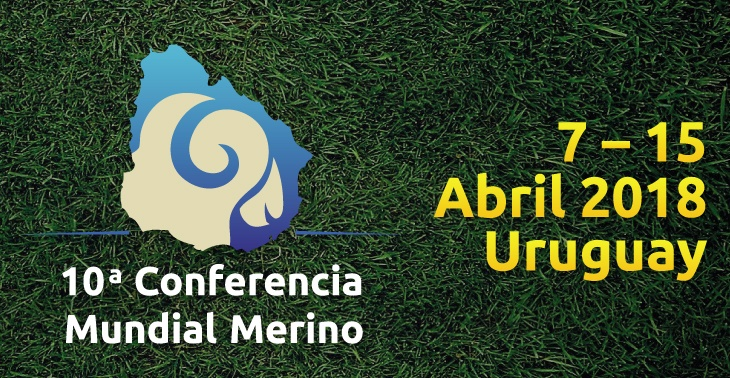 10ª Conferencia
Mundial Merino
7 – 15
Abril 2018
Uruguay